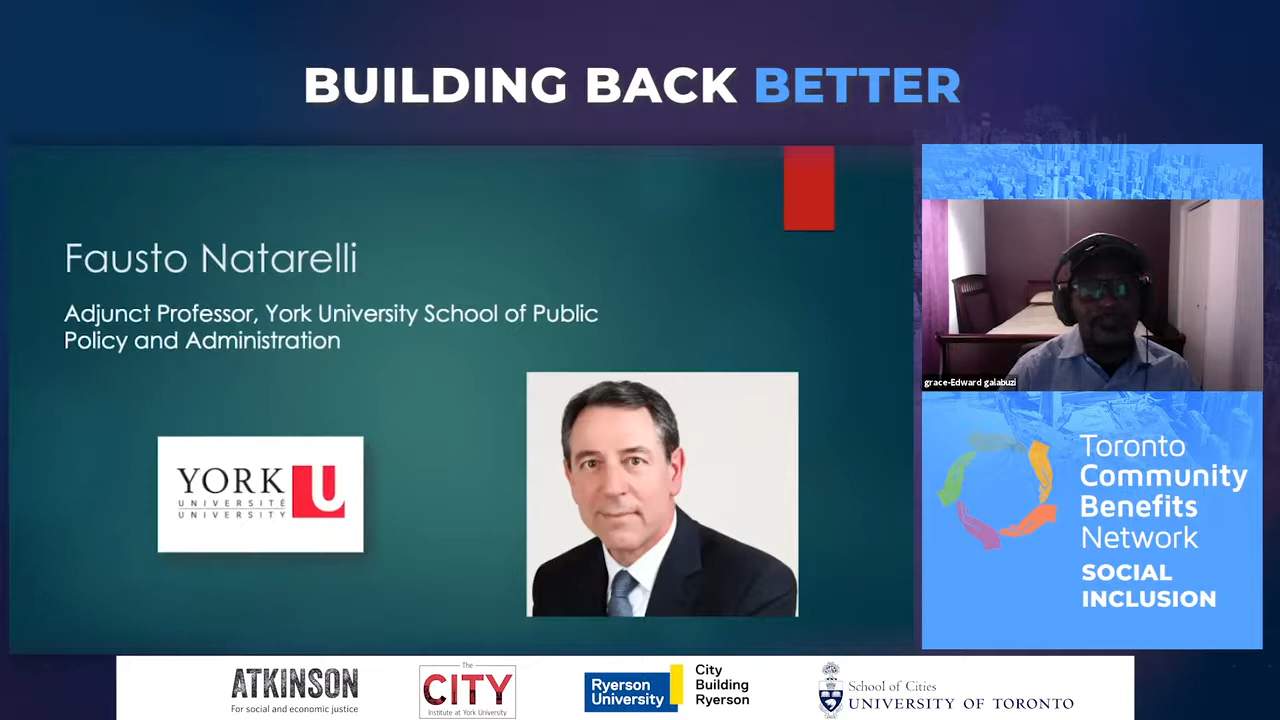 BUILDING BACK BETTER
Fausto Natarelli
Adjunct Professor, York University School of Public
Policy and Administration
YORK U
UNIVERSITÉ
UNIVERSITY
grace-Edward galabuzi
Toronto
Community
Benefits
Network
SOCIAL
INCLUSION
ATKINSON
For social and economic justice
The
CITY
Institute at York University
Ryerson
University
City
Building
Ryerson
School of Cities
UNIVERSITY OF TORONTO